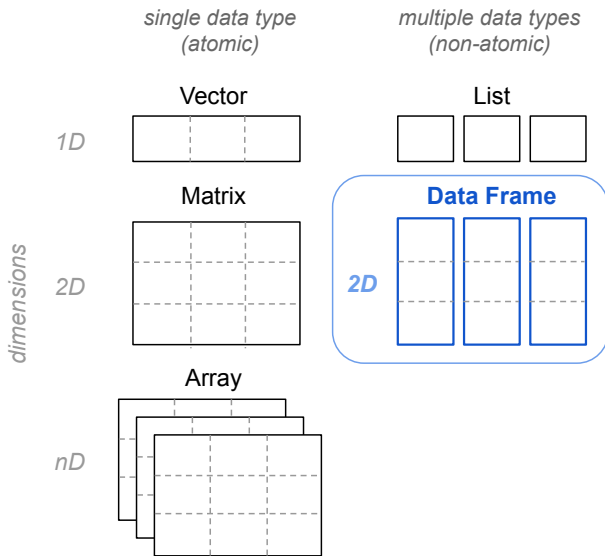 single data type
(atomic)
multiple data types
(non-atomic)
Vector
List
1D
Matrix
Data Frame
2D
2D
dimensions
Array
nD